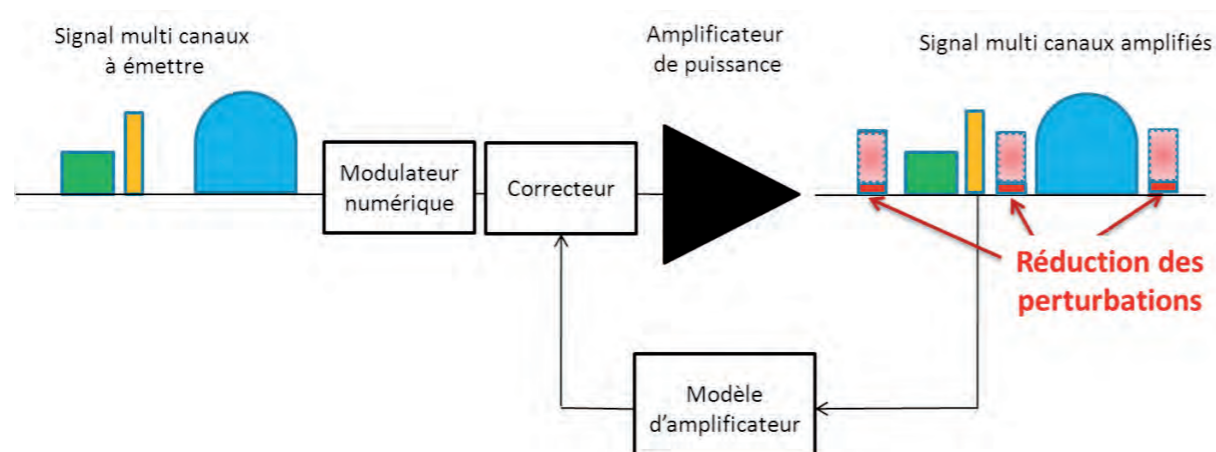 Signal multi canaux
à émettre
Amplificateur
de puissance
Signal multi canaux amplifiés
Modulateur
numérique
Correcteur
Réduction des
perturbations
Modèle
d'amplificateur